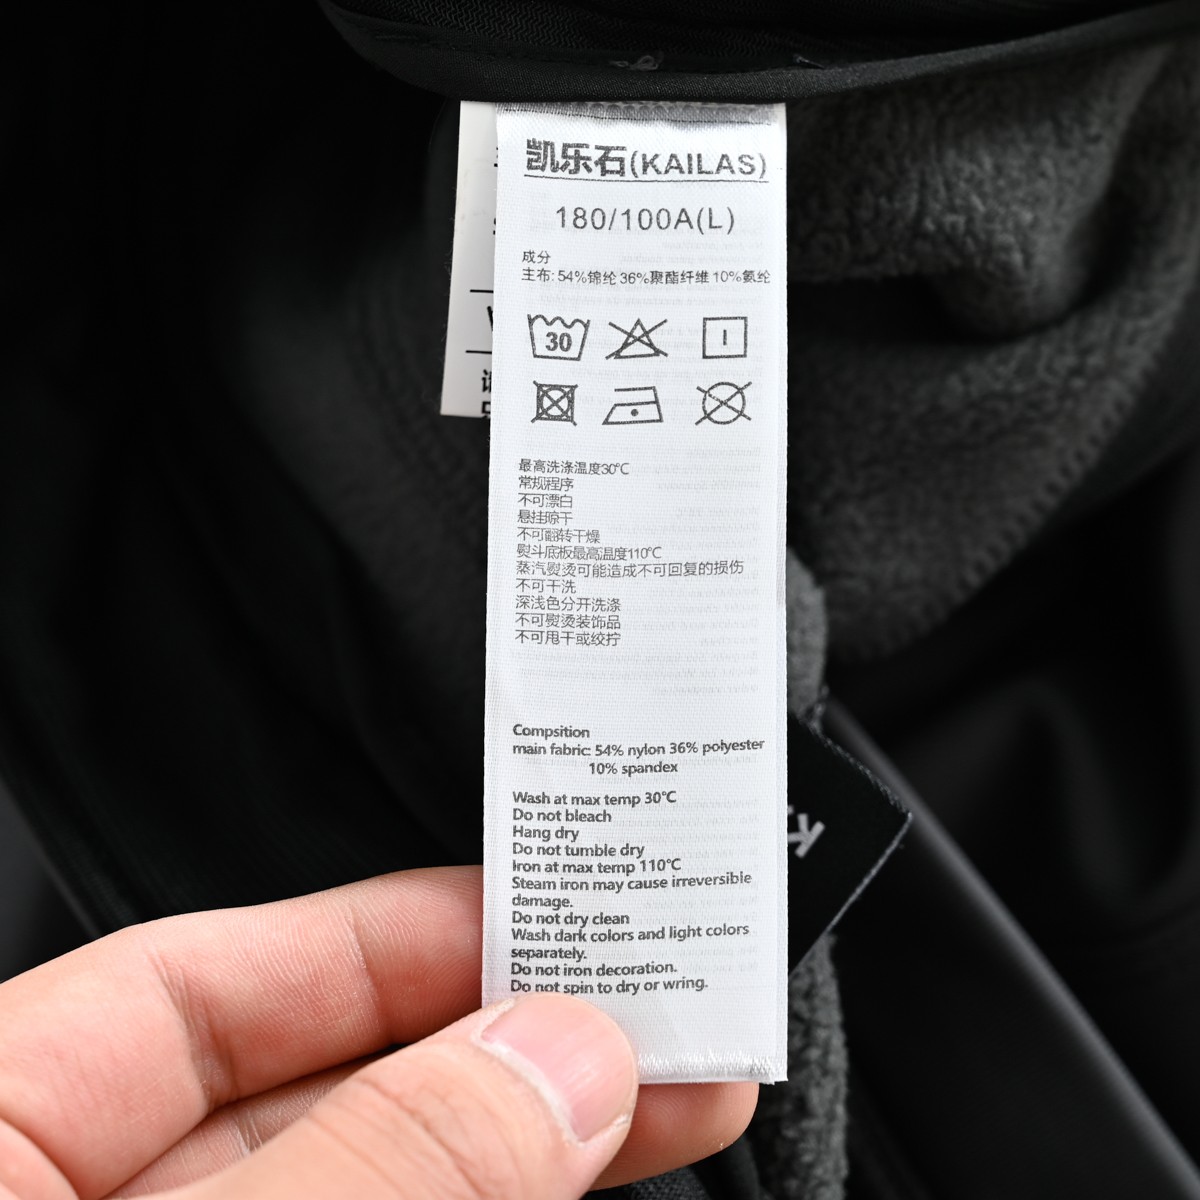 凯乐石(KAILAS)
180/100A(L)
成分
主布: 54%锦纶 36%聚酯纤维 10%氨纶
30
最高洗涤温度30℃
常规程序
不可漂白
悬挂晾干
不可翻转干燥
熨斗底板最高温度110℃
蒸汽熨烫可能造成不可回复的损伤
不可干洗
深浅色分开洗涤
不可熨烫装饰品
不可甩干或绞拧
Compsition
main fabric: 54% nylon 36% polyester
10% spandex
Wash at max temp 30℃
Do not bleach
Hang dry
Do not tumble dry
Iron at max temp 110℃
Steam iron may cause irreversible
damage.
Do not dry clean
Wash dark colors and light colors
separately.
Do not iron decoration.
Do not spin to dry or wring.